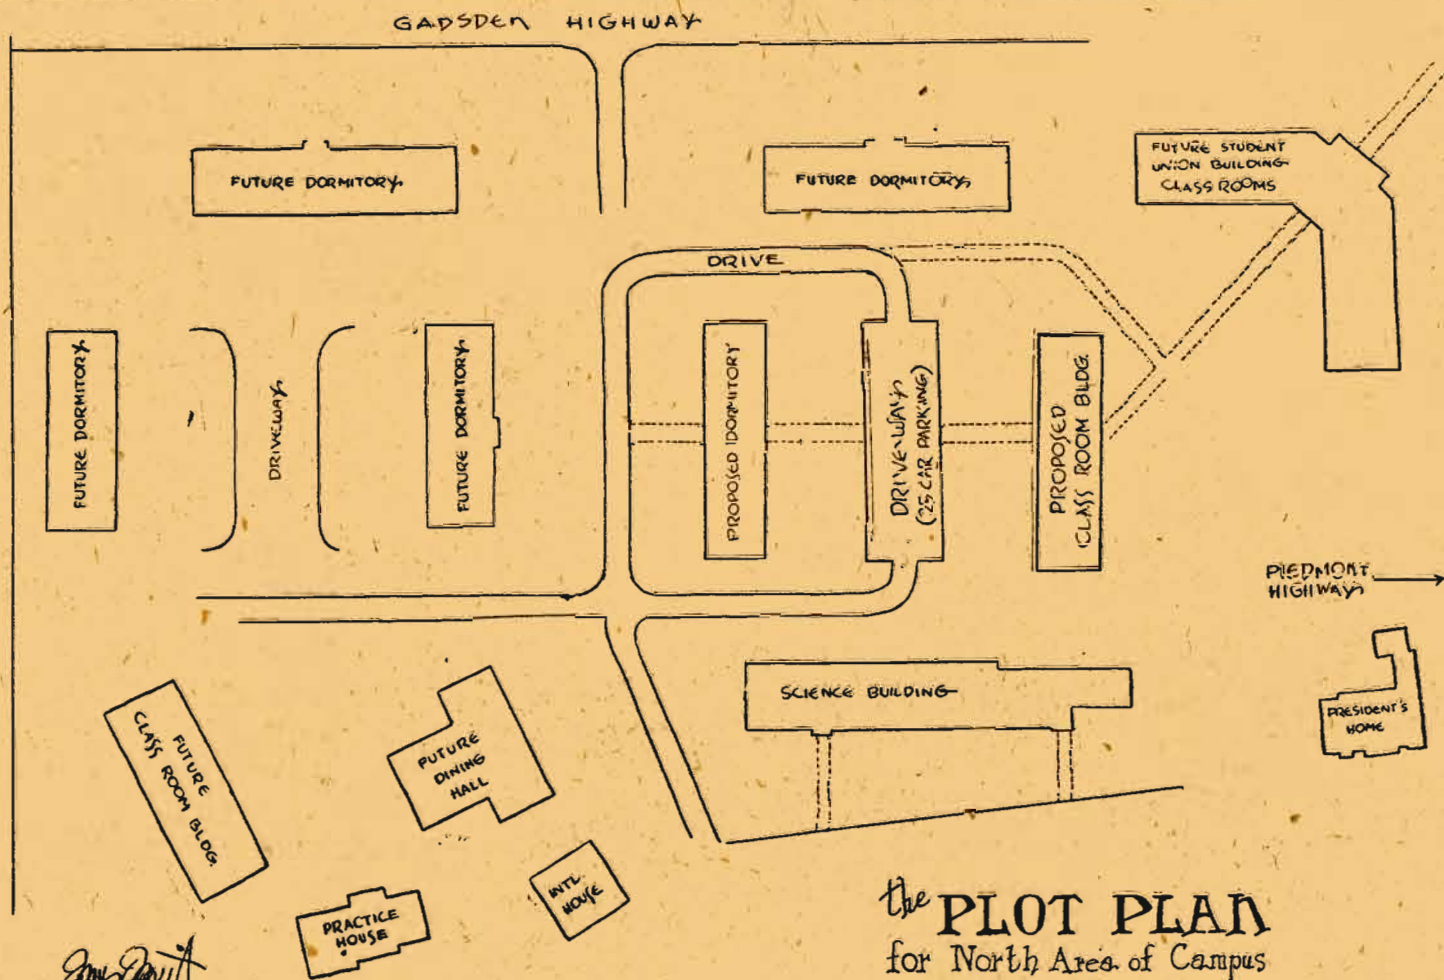 GADSDEN HIGHWAY
FUTURE DORMITORY
FUTURE DORMITORY
FUTURE STUDENT
UNION BUILDING
CLASS ROOMS
DRIVE
FUTURE DORMITORY
DRIVEWAY
FUTURE DORMITORY
PROPOSED DORMITORY
DRIVE-WAY
(25 CAR PARKING)
PROPOSED
CLASS ROOM BLDG.
PIEDMONT
HIGHWAY
SCIENCE BUILDING
PRESIDENT'S
HOME
FUTURE
CLASS ROOM BLDG.
FUTURE
DINING
HALL
INTL.
HOUSE
PRACTICE
HOUSE
the PLOT PLAN
for North Area of Campus